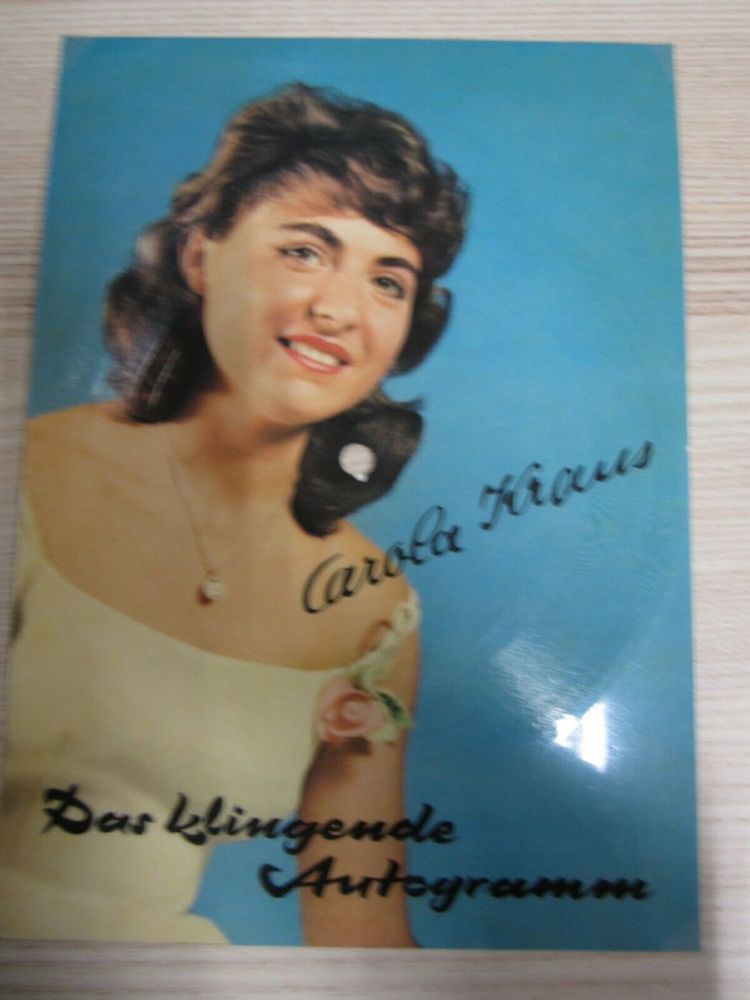 Carola Kraus
Das klingende
Autogramm